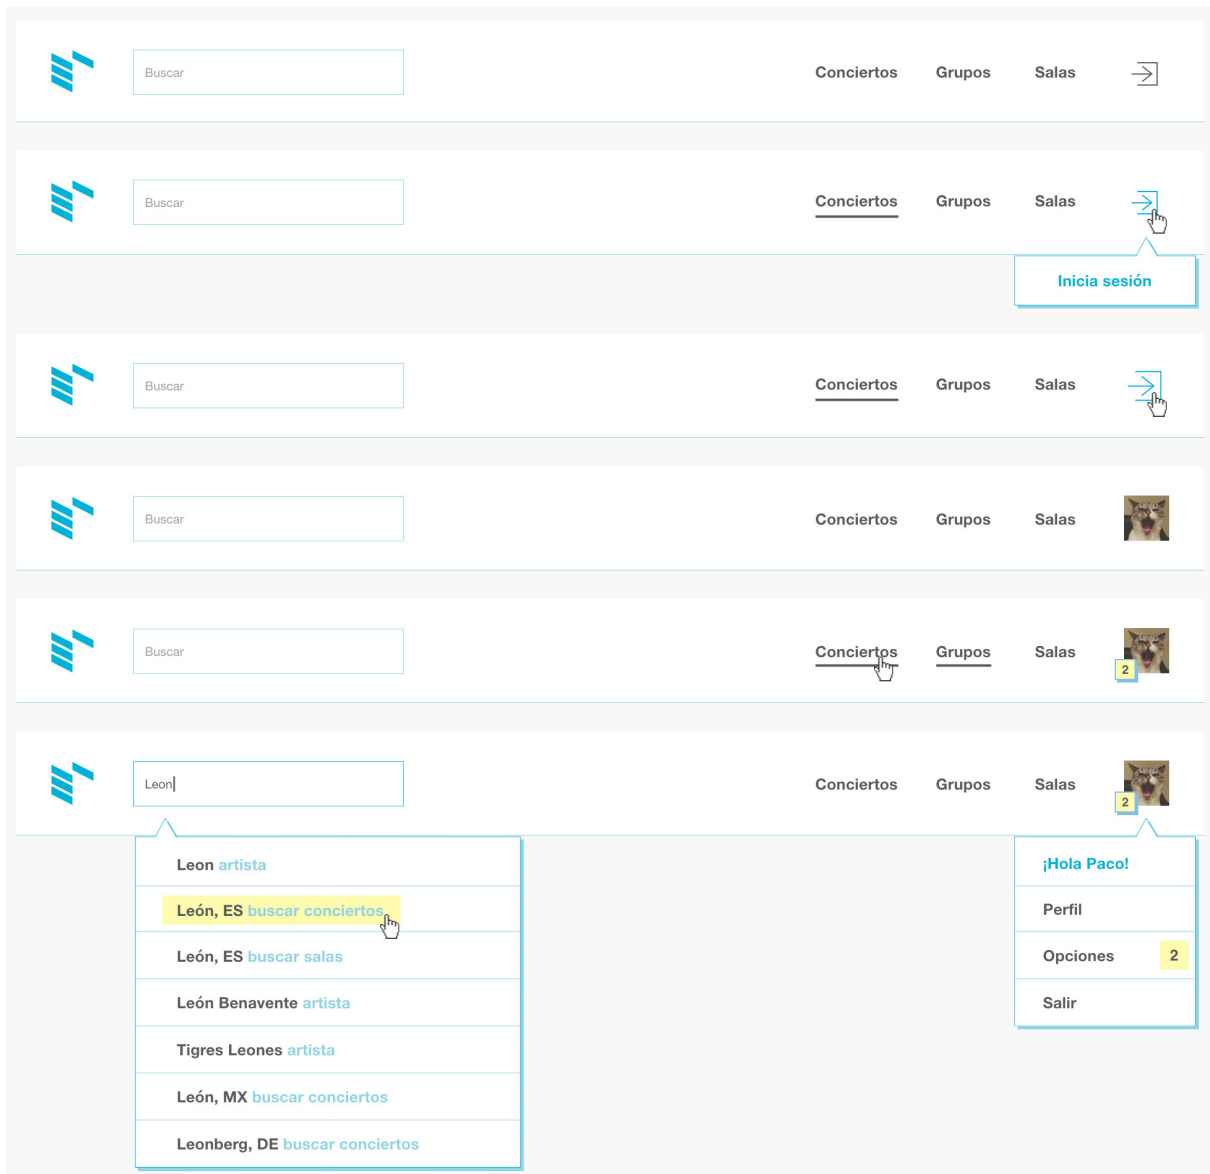 Buscar Conciertos Grupos Salas
Buscar Conciertos Grupos Salas
Inicia sesión
Buscar Conciertos Grupos Salas
Buscar Conciertos Grupos Salas
Buscar Conciertos Grupos Salas
2
Leon Conciertos Grupos Salas
2
Leon artista
León, ES buscar conciertos
León, ES buscar salas
León Benavente artista
Tigres Leones artista
León, MX buscar conciertos
Leonberg, DE buscar conciertos
¡Hola Paco!
Perfil
Opciones 2
Salir